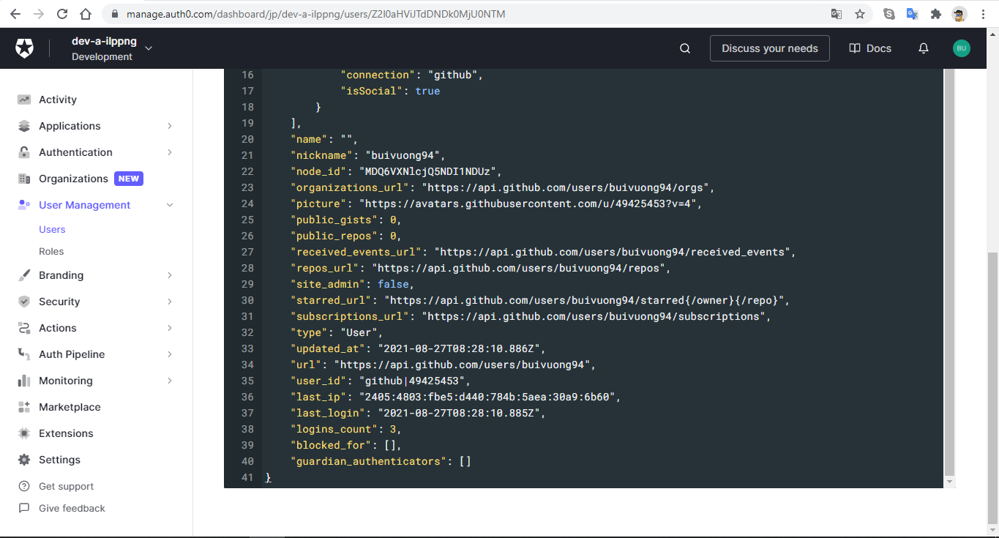 manage.auth0.com/dashboard/jp/dev-a-ilppng/users/Z2l0aHViJTdDNDk0MjU0NTM
dev-a-ilppng
Development
Discuss your needs
Docs
BU
Activity
Applications
Authentication
Organizations NEW
User Management
Users
Roles
Branding
Security
Actions
Auth Pipeline
Monitoring
Marketplace
Extensions
Settings
Get support
Give feedback
16 "connection": "github",
17 "isSocial": true
18 }
19 ],
20 "name": "",
21 "nickname": "buivuong94",
22 "node_id": "MDQ6VXNlcjQ5NDI1NDUz",
23 "organizations_url": "https://api.github.com/users/buivuong94/orgs",
24 "picture": "https://avatars.githubusercontent.com/u/49425453?v=4",
25 "public_gists": 0,
26 "public_repos": 0,
27 "received_events_url": "https://api.github.com/users/buivuong94/received_events",
28 "repos_url": "https://api.github.com/users/buivuong94/repos",
29 "site_admin": false,
30 "starred_url": "https://api.github.com/users/buivuong94/starred{/owner}{/repo}",
31 "subscriptions_url": "https://api.github.com/users/buivuong94/subscriptions",
32 "type": "User",
33 "updated_at": "2021-08-27T08:28:10.886Z",
34 "url": "https://api.github.com/users/buivuong94",
35 "user_id": "github|49425453",
36 "last_ip": "2405:4803:fbe5:d440:784b:5aea:30a9:6b60",
37 "last_login": "2021-08-27T08:28:10.885Z",
38 "logins_count": 3,
39 "blocked_for": [],
40 "guardian_authenticators": []
41 }